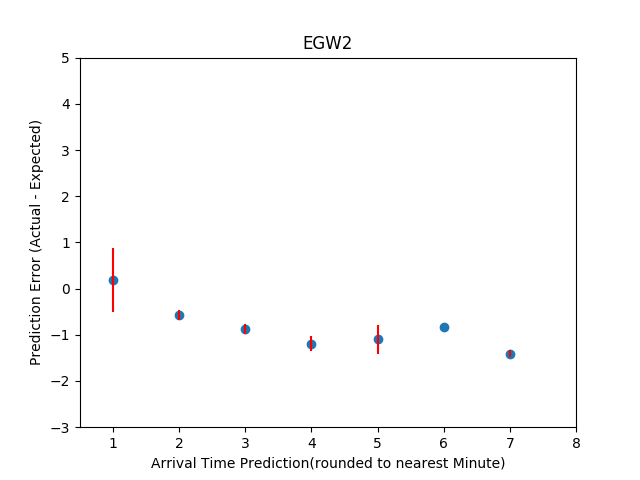 EGW2
5
4
3
2
1
0
−1
−2
−3
Prediction Error (Actual - Expected)
1 2 3 4 5 6 7 8
Arrival Time Prediction(rounded to nearest Minute)